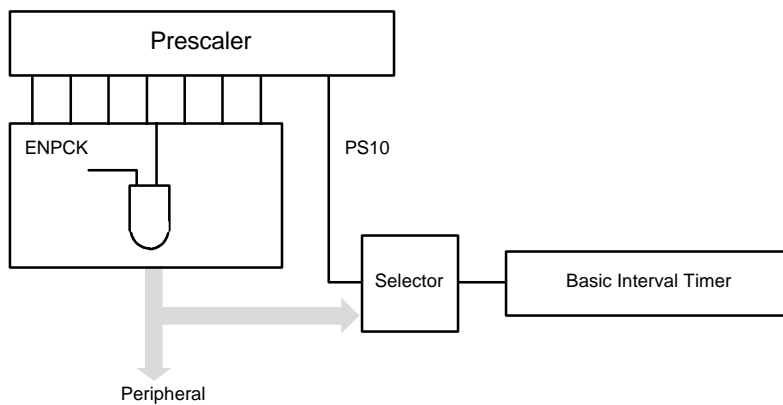 Prescaler
ENPCK
PS10
Selector
Basic Interval Timer
Peripheral